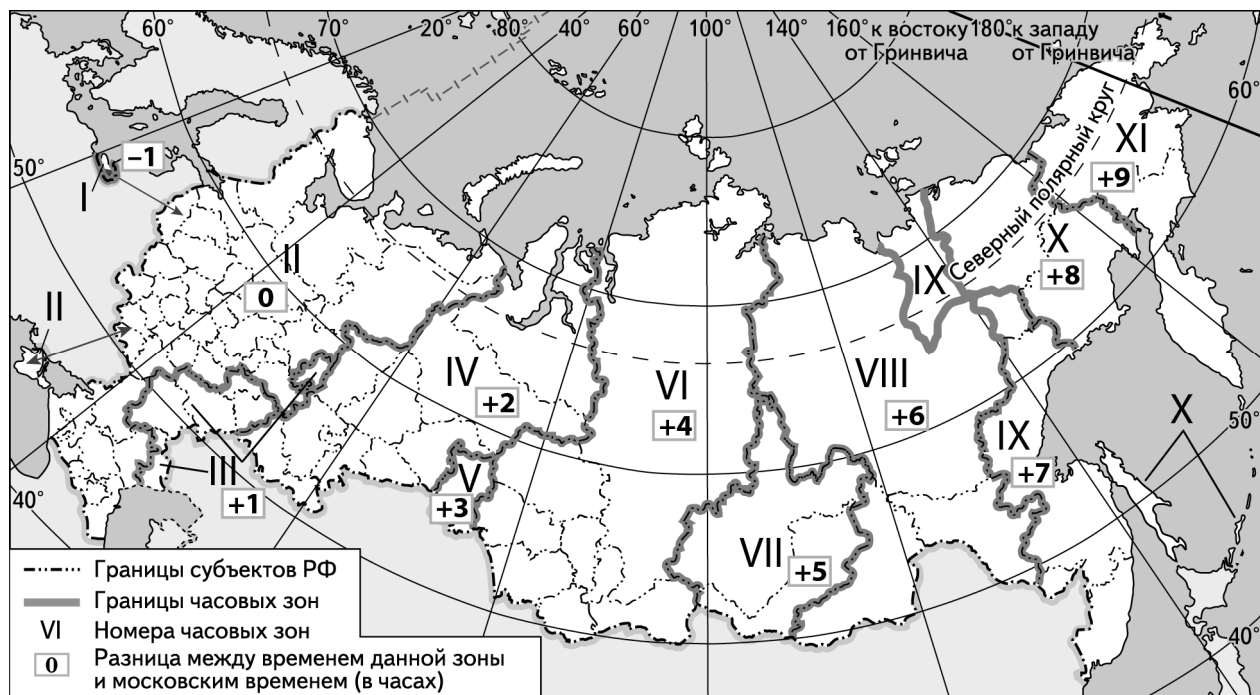 60°
70°
20°
80°
40°
60°
100°
140°
160°
к востоку
от Гринвича
180°
к западу
от Гринвича
60°
50°
–1
I
Северный полярный круг
XI
+9
II
0
X
+8
IX
II
IV
+2
VI
+4
VIII
+6
X
50°
IX
+7
V
+3
III
+1
40°
VII
+5
40°
Границы субъектов РФ
Границы часовых зон
VI Номера часовых зон
0 Разница между временем данной зоны
и московским временем (в часах)